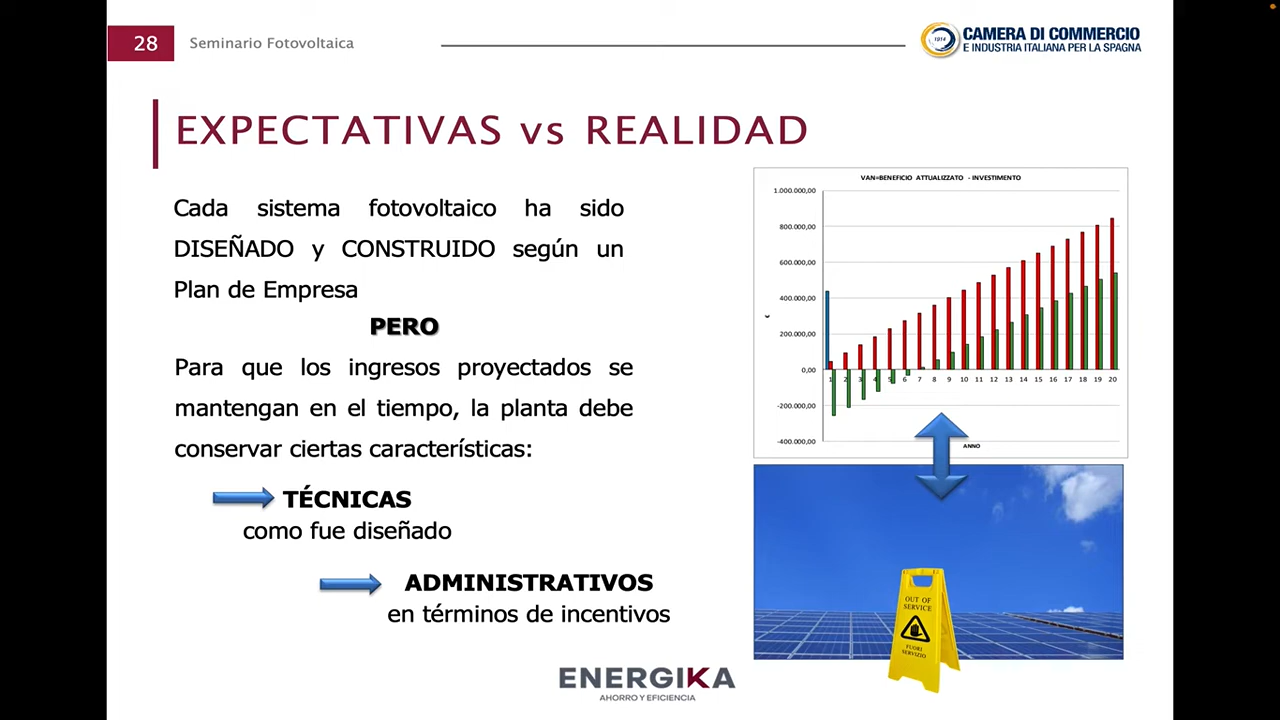 28
Seminario Fotovoltaica
1914
CAMERA DI COMMERCIO
E INDUSTRIA ITALIANA PER LA SPAGNA
EXPECTATIVAS vs REALIDAD
Cada sistema fotovoltaico ha sido
DISEÑADO y CONSTRUIDO según un
Plan de Empresa
PERO
Para que los ingresos proyectados se
mantengan en el tiempo, la planta debe
conservar ciertas características:
TÉCNICAS
como fue diseñado
ADMINISTRATIVOS
en términos de incentivos
VAN=BENEFICIO ATTUALIZZATO - INVESTIMENTO
1.000.000,00
800.000,00
600.000,00
400.000,00
200.000,00
0,00
-200.000,00
-400.000,00
€
1 2 3 4 5 6 7 8 9 10 11 12 13 14 15 16 17 18 19 20
ANNO
OUT OF
SERVICE
FUORI
SERVIZIO
ENERGIKA
AHORRO Y EFICIENCIA